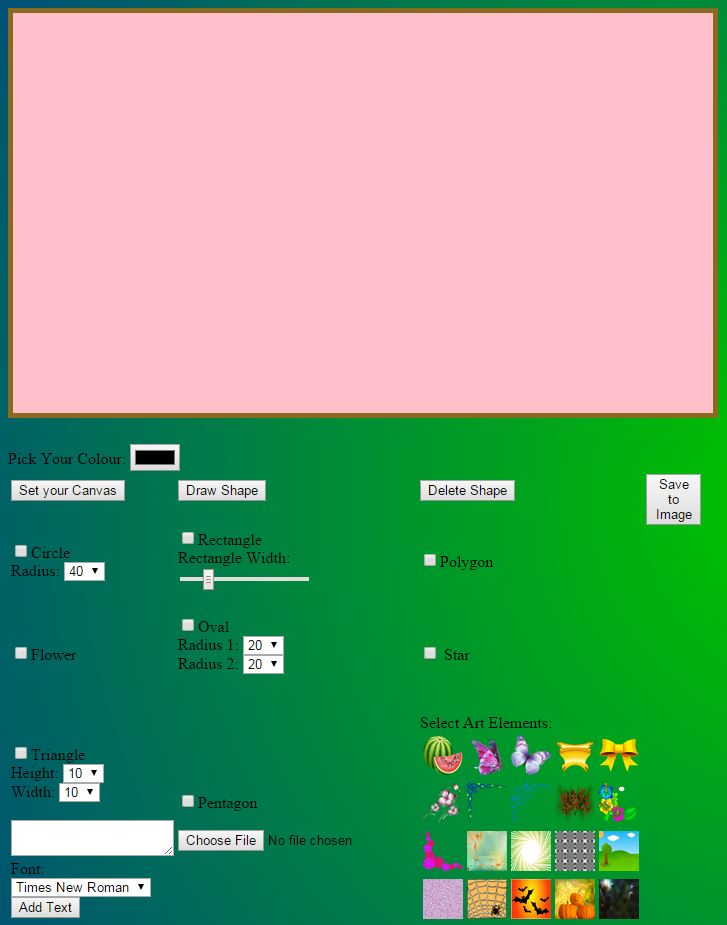 Pick Your Colour:
Set your Canvas
Draw Shape
Delete Shape
Save
to
Image
Circle
Radius: 40
Rectangle
Rectangle Width:
Polygon
Flower
Oval
Radius 1: 20
Radius 2: 20
Star
Triangle
Height: 10
Width: 10
Pentagon
Select Art Elements:
Choose File No file chosen
Font:
Times New Roman
Add Text